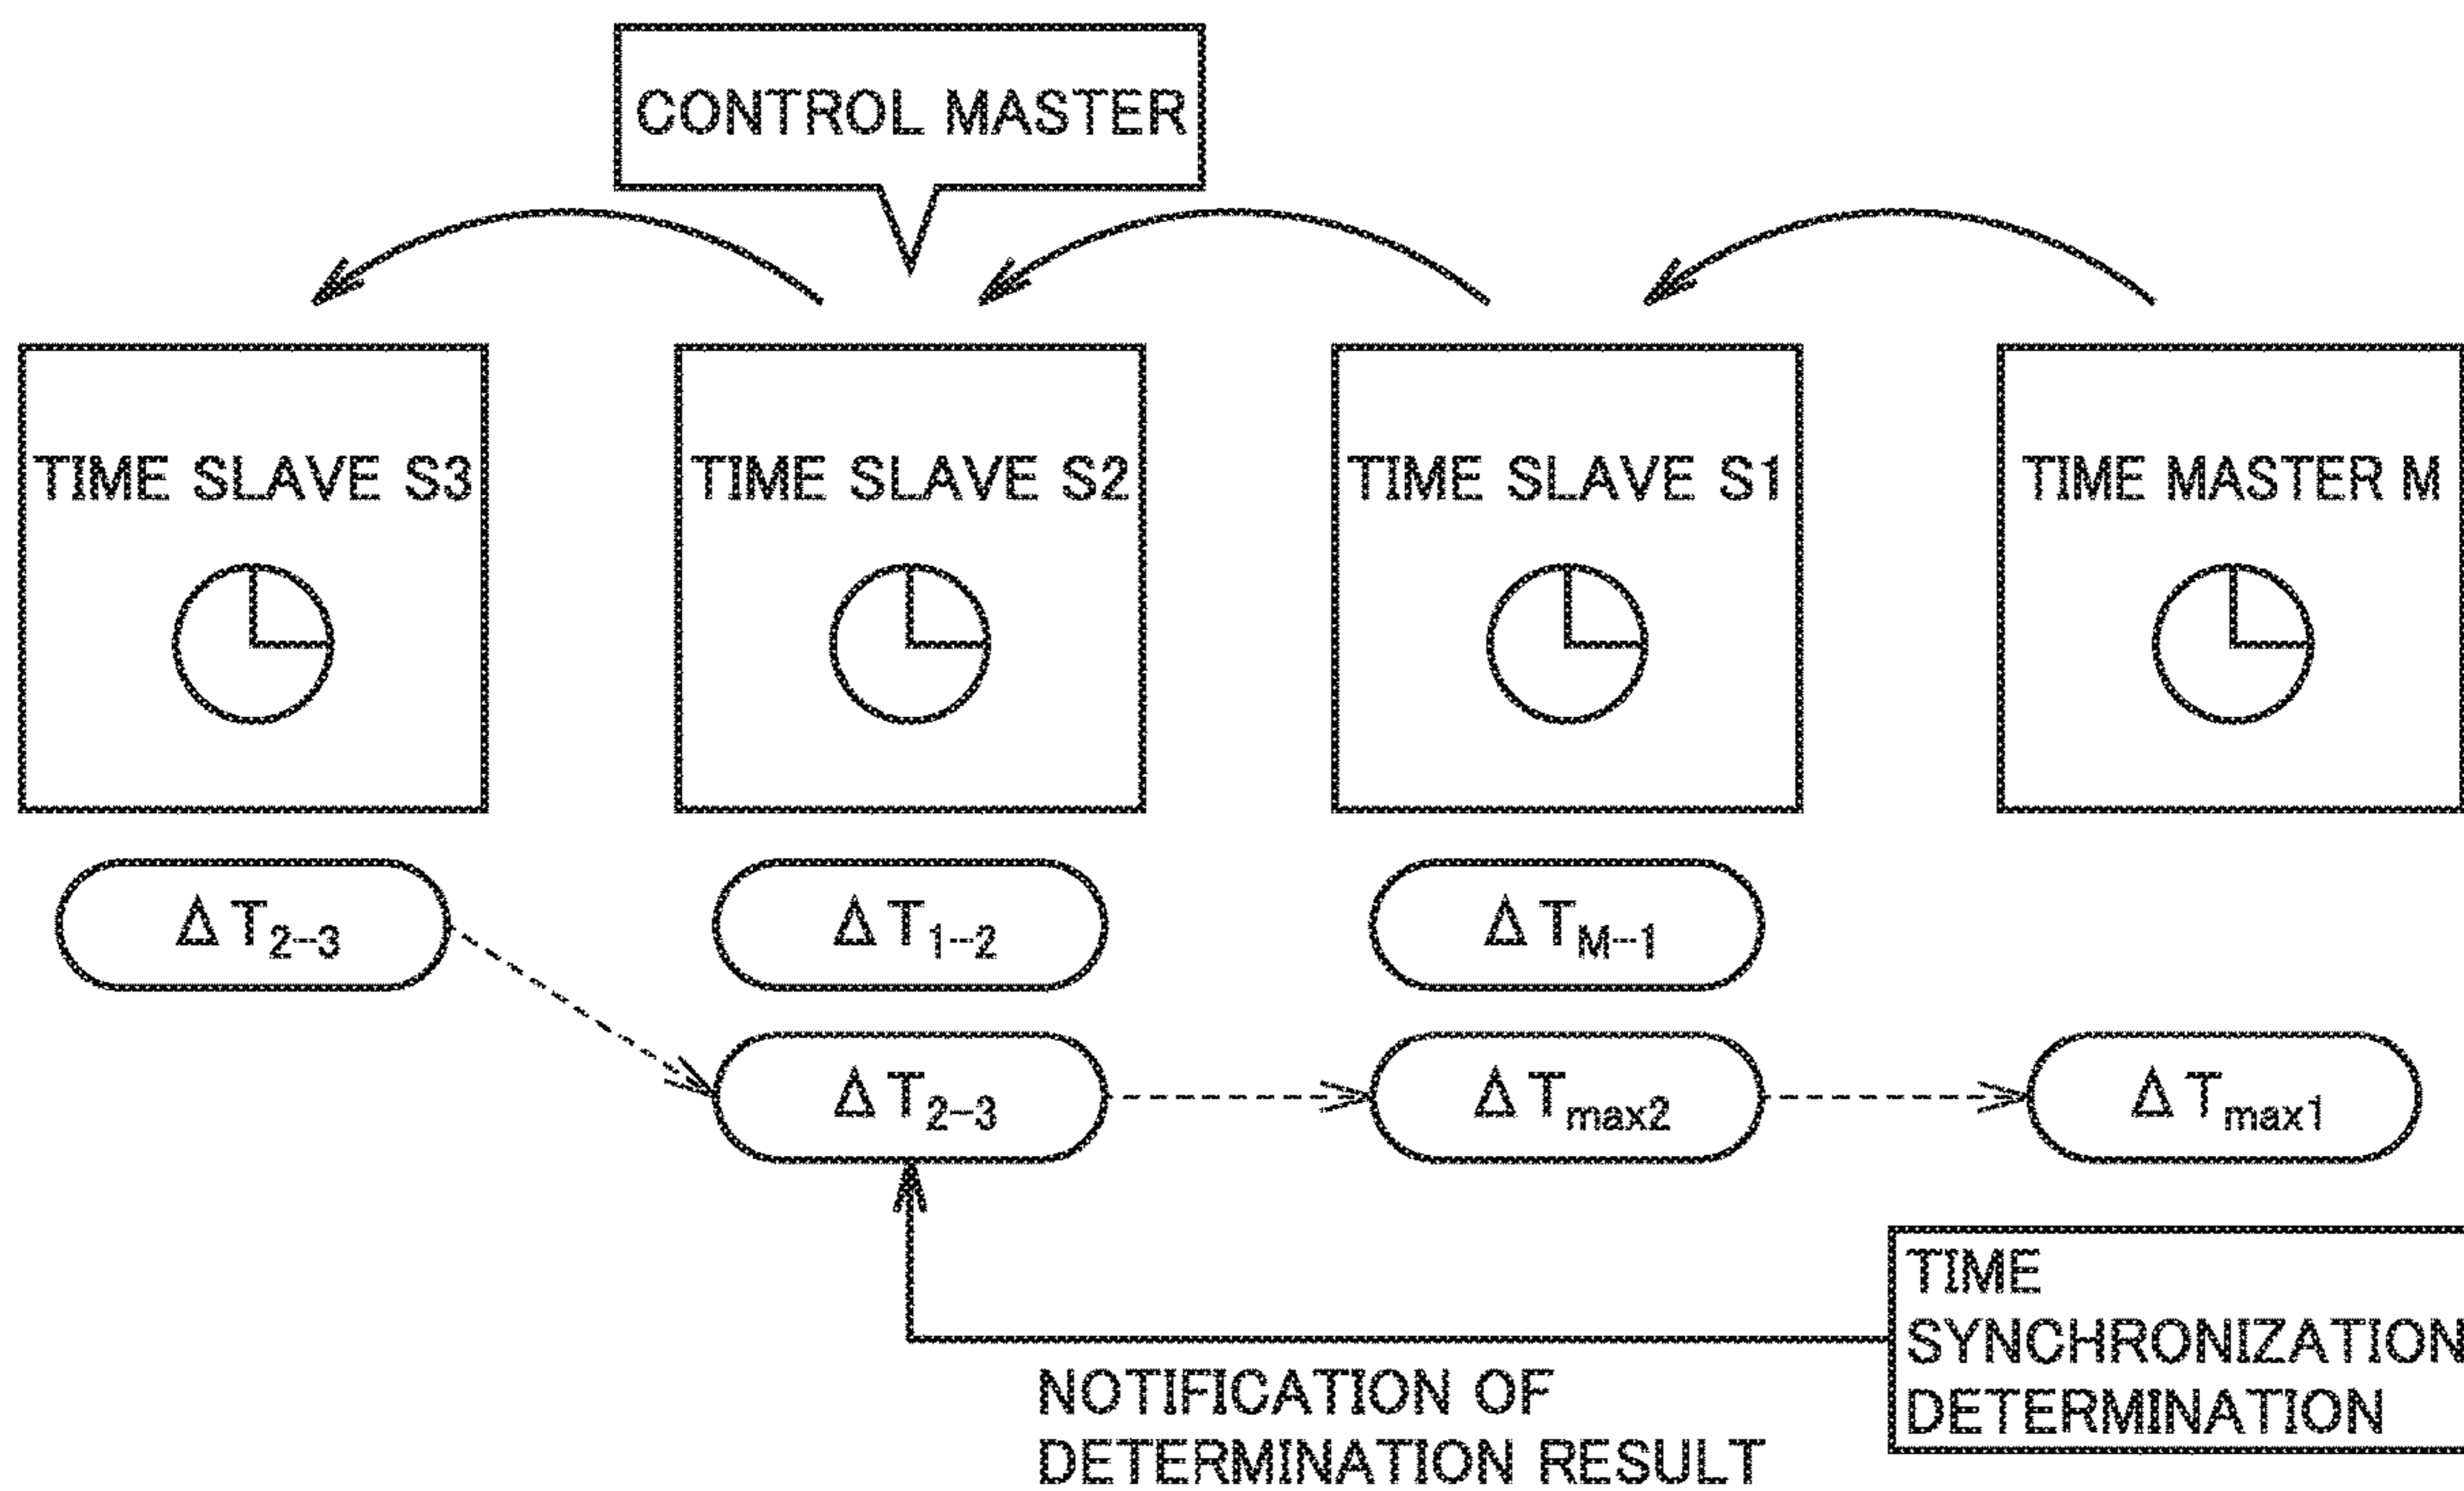 CONTROL MASTER
TIME SLAVE S3
TIME SLAVE S2
TIME SLAVE S1
TIME MASTER M
ΔT2-3
ΔT1-2
ΔTM-1
ΔT2-3
ΔTmax2
ΔTmax1
TIME
SYNCHRONIZATION
DETERMINATION
NOTIFICATION OF
DETERMINATION RESULT